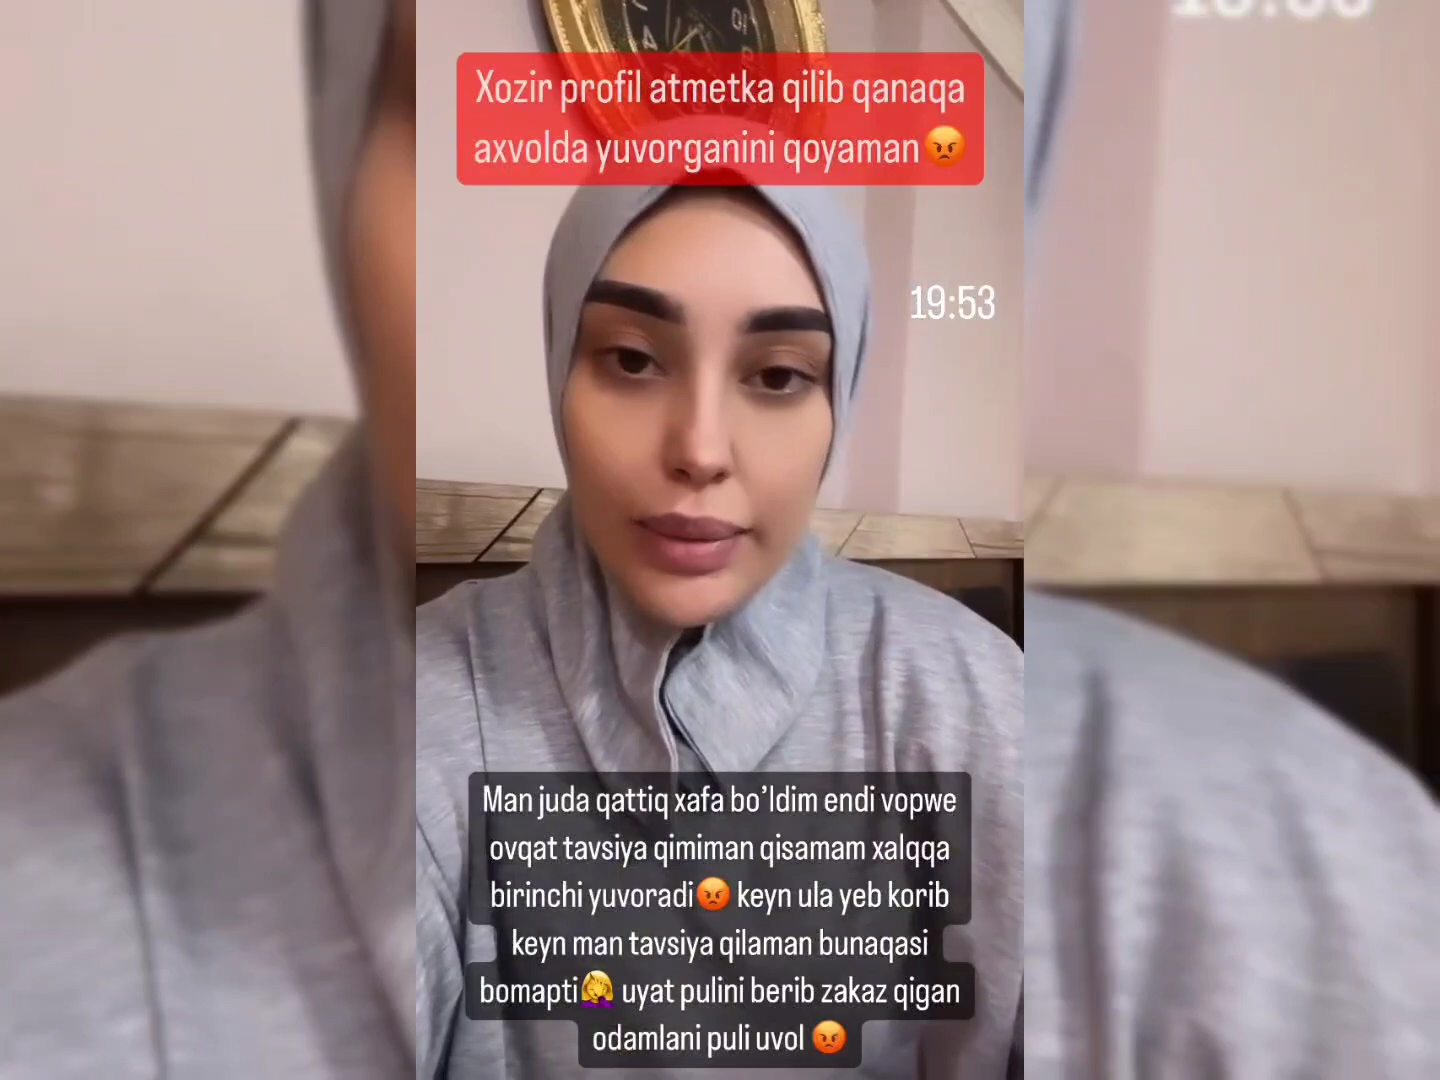 Xozir profil atmetka qilib qanaqa
axvolda yuvorganini qoyaman😡
19:53
Man juda qattiq xafa bo’ldim endi vopwe
ovqat tavsiya qimiman qisamam xalqqa
birinchi yuvoradi😡 keyn ula yeb korib
keyn man tavsiya qilaman bunaqasi
bomapti🤦‍♀️ uyat pulini berib zakaz qigan
odamlani puli uvol 😡